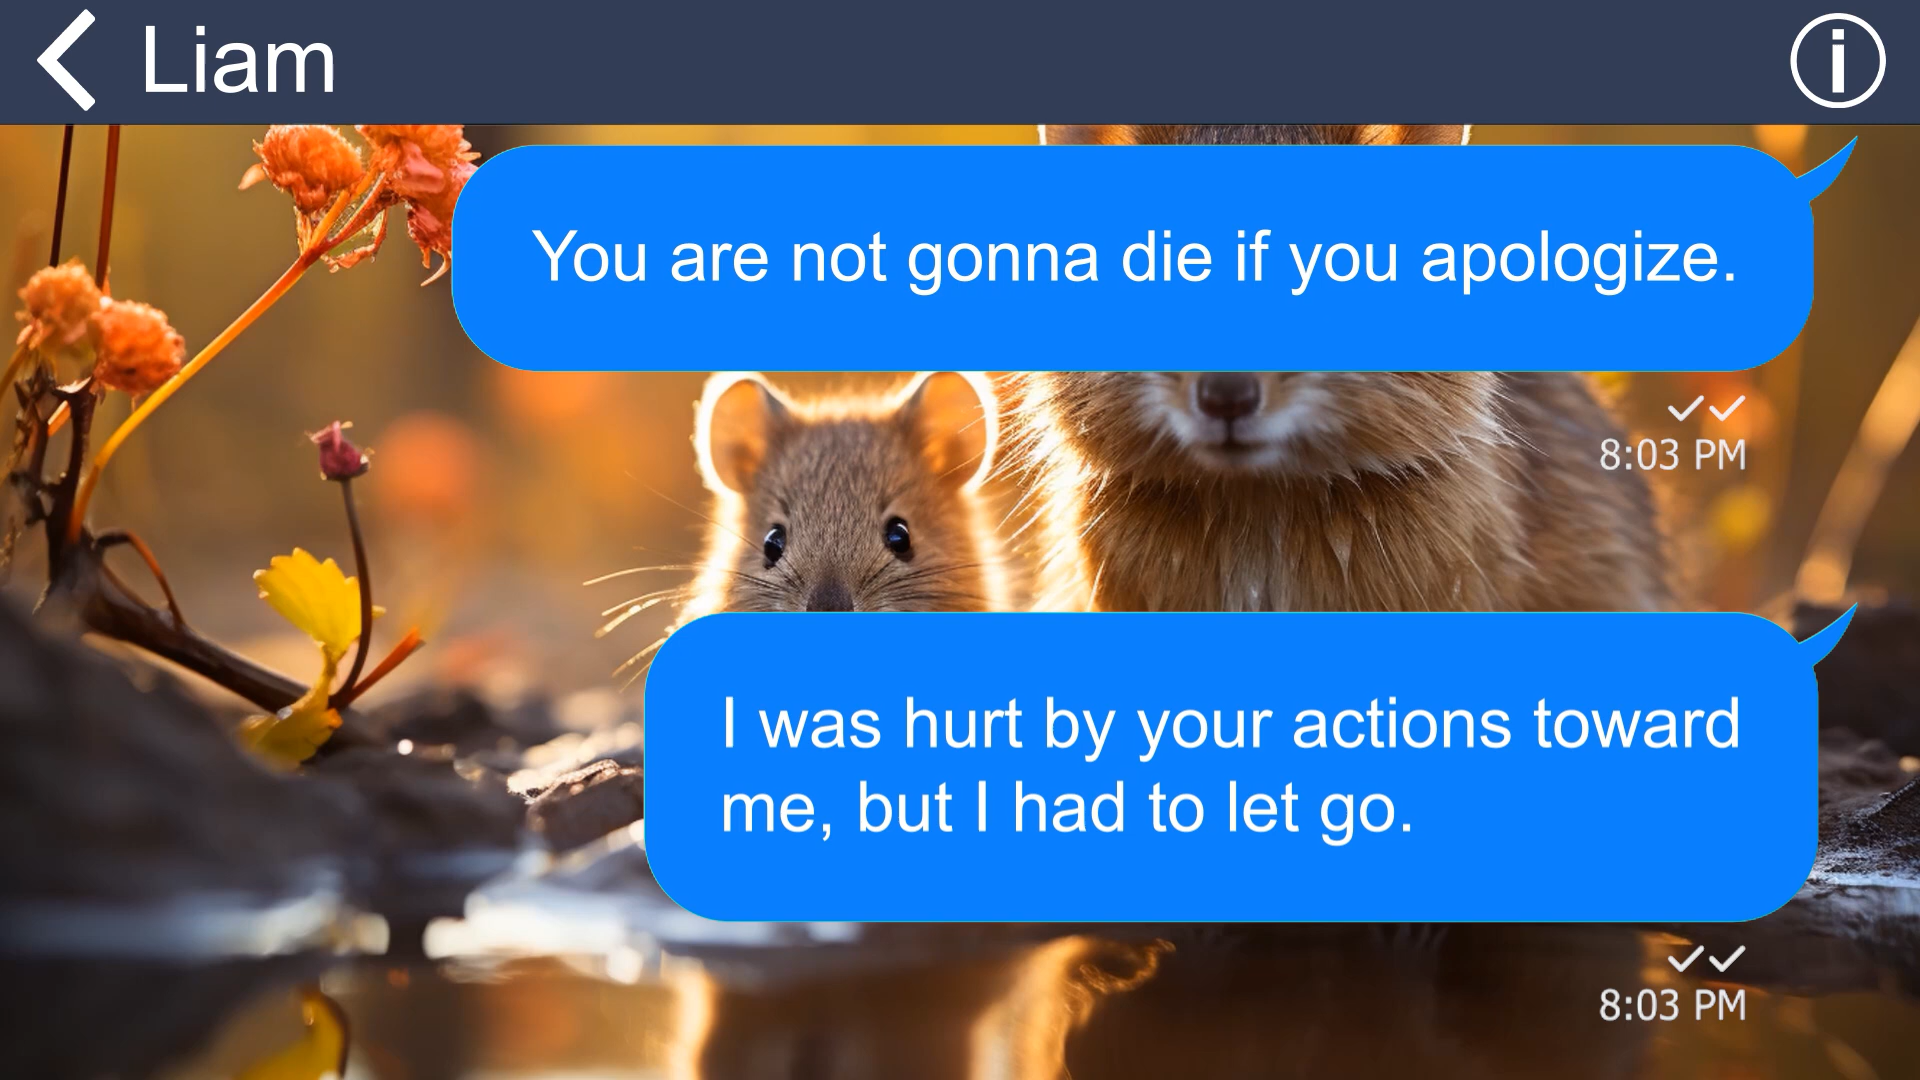 Liam
You are not gonna die if you apologize.
8:03 PM
I was hurt by your actions toward
me, but I had to let go.
8:03 PM